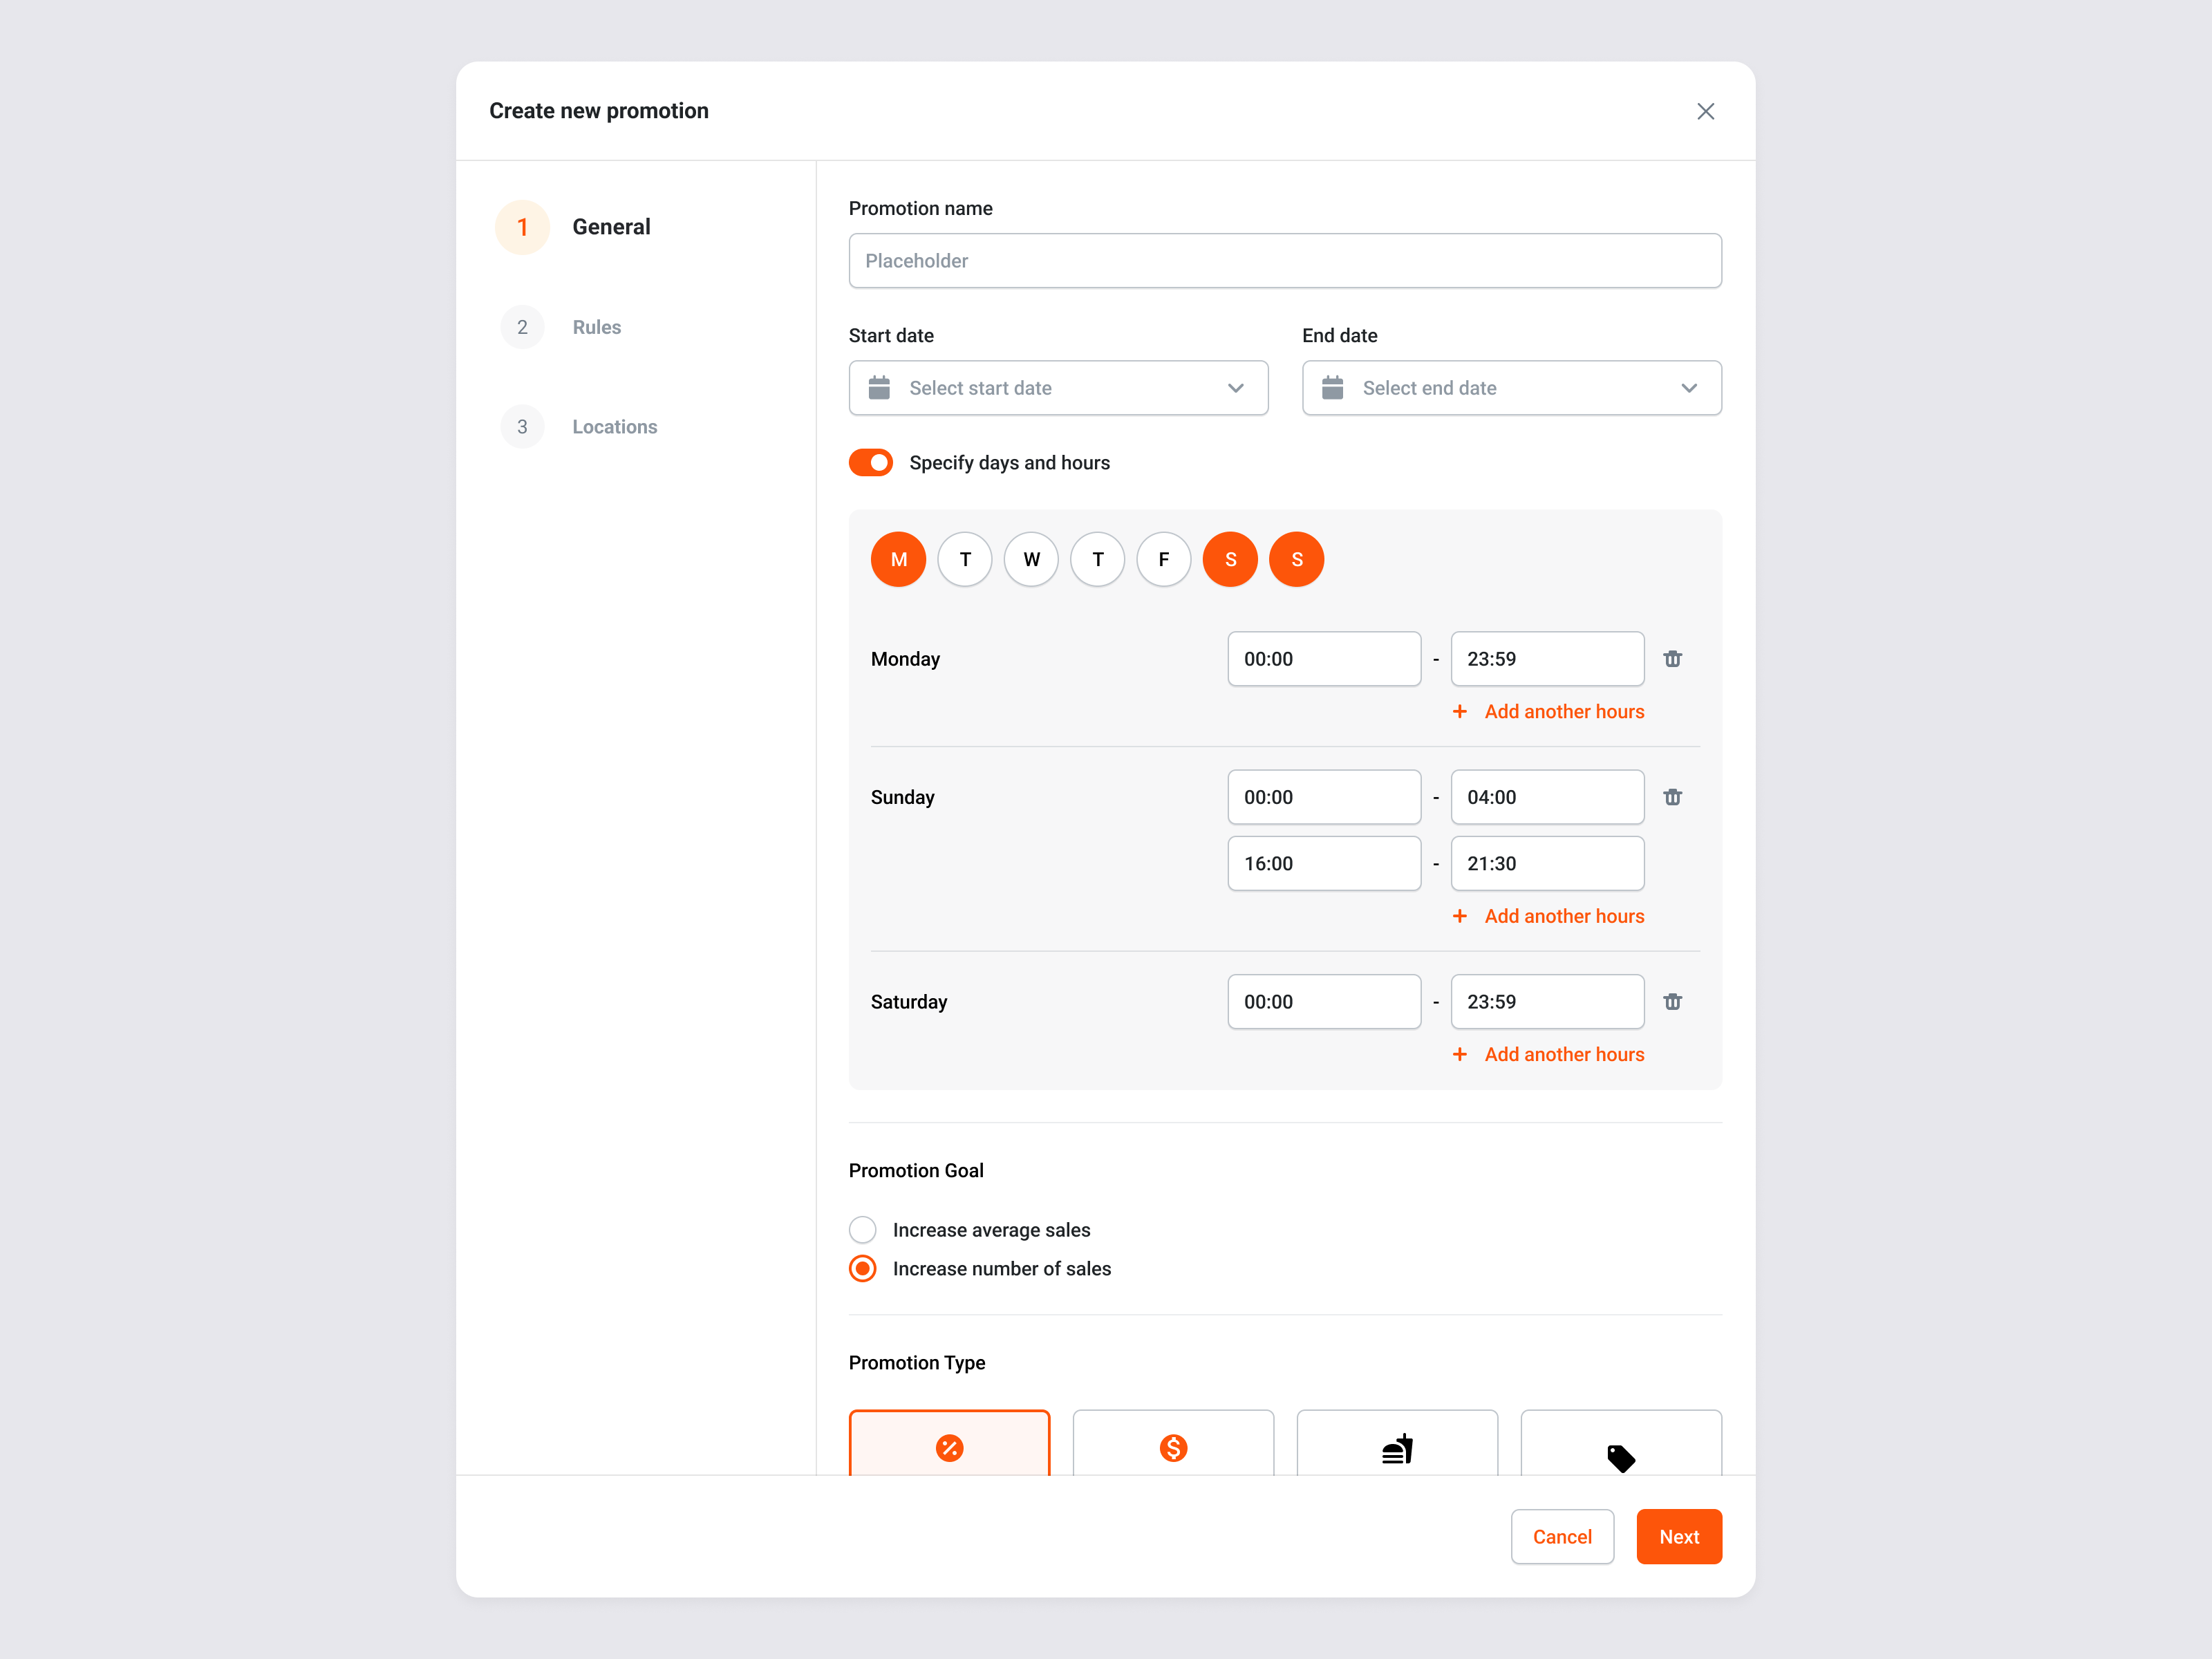 Create new promotion
1 General
2 Rules
3 Locations
Promotion name
Placeholder
Start date End date
Select start date Select end date
Specify days and hours
M T W T F S S
Monday 00:00 - 23:59
+ Add another hours
Sunday 00:00 - 04:00
16:00 - 21:30
+ Add another hours
Saturday 00:00 - 23:59
+ Add another hours
Promotion Goal
Increase average sales
Increase number of sales
Promotion Type
% $
Cancel Next